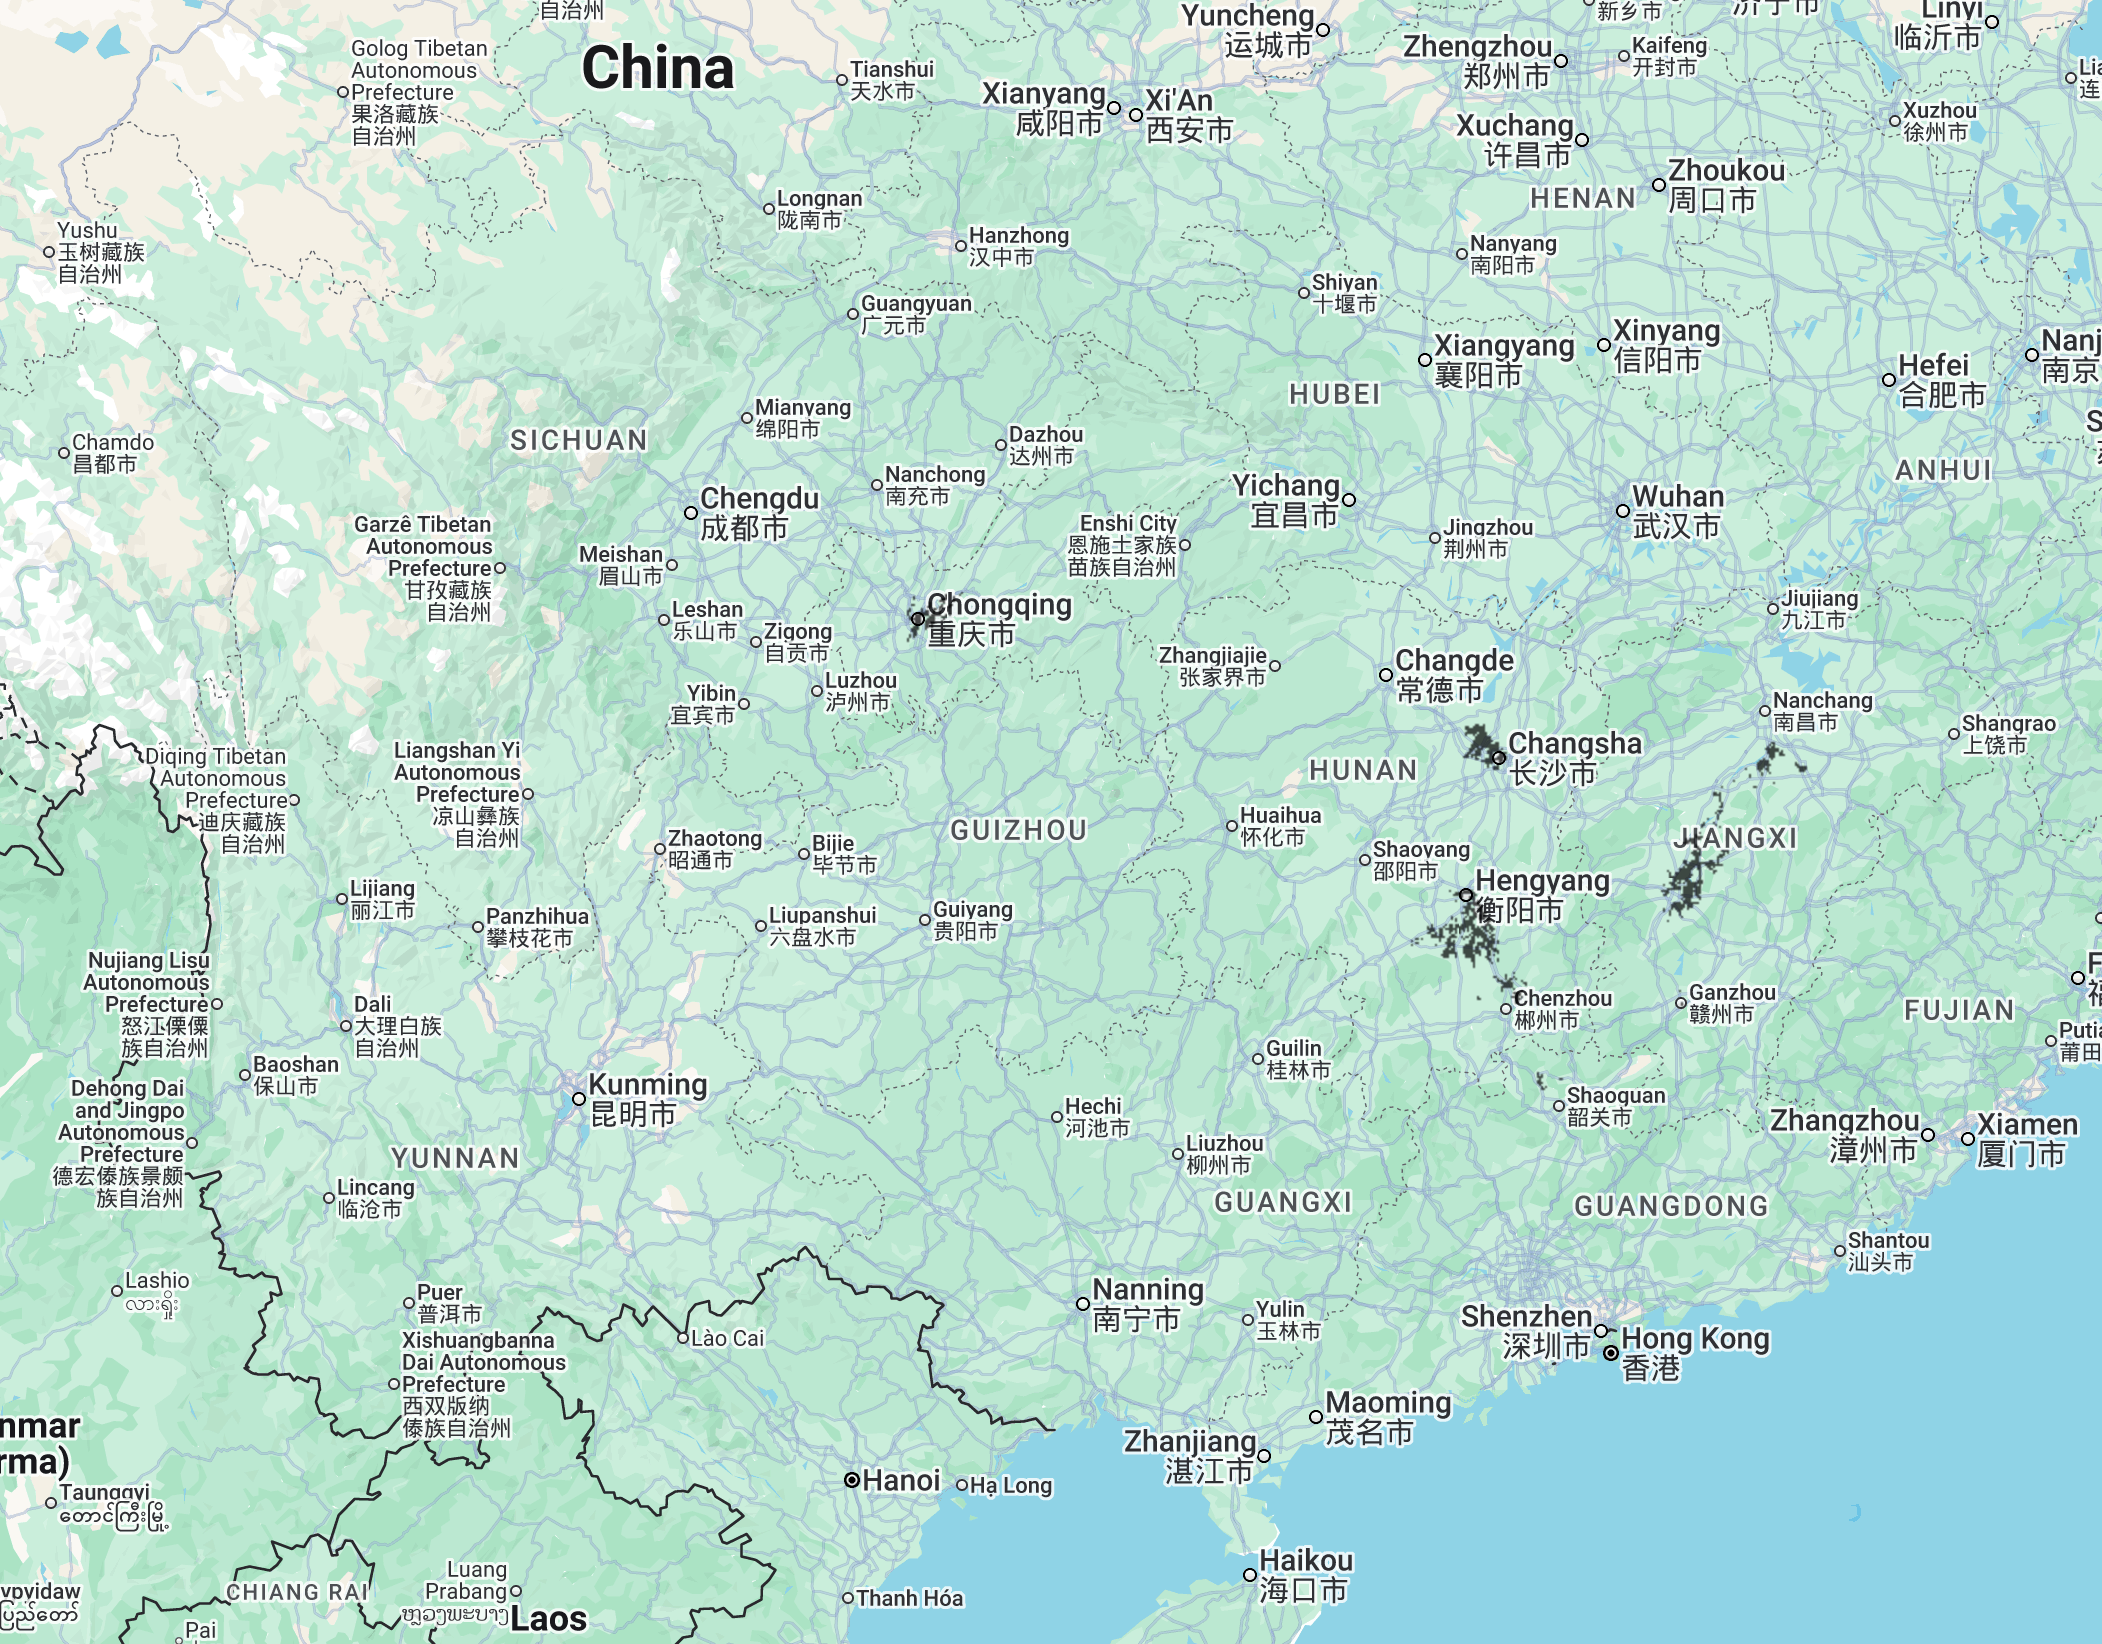 自治州
Golog Tibetan
Autonomous
Prefecture
果洛藏族
自治州
China
Tianshui
天水市
Yuncheng
运城市
Xianyang
咸阳市
Xi'An
西安市
Zhengzhou
郑州市
新乡市
Kaifeng
开封市
济宁市
Linyi
临沂市
Xuchang
许昌市
Xuzhou
徐州市
Zhoukou
周口市
HENAN
Longnan
陇南市
Yushu
玉树藏族
自治州
Hanzhong
汉中市
Nanyang
南阳市
Shiyan
十堰市
Guangyuan
广元市
Xiangyang
襄阳市
Xinyang
信阳市
Hefei
合肥市
Nanj
南京
HUBEI
Mianyang
绵阳市
SICHUAN
Dazhou
达州市
Chamdo
昌都市
ANHUI
Nanchong
南充市
Chengdu
成都市
Yichang
宜昌市
Wuhan
武汉市
Garzê Tibetan
Autonomous
Prefecture
甘孜藏族
自治州
Enshi City
恩施土家族
苗族自治州
Jingzhou
荆州市
Meishan
眉山市
Leshan
乐山市
Zigong
自贡市
Chongqing
重庆市
Jiujiang
九江市
Zhangjiajie
张家界市
Changde
常德市
Yibin
宜宾市
Luzhou
泸州市
Nanchang
南昌市
Shangrao
上饶市
Changsha
长沙市
Diqing Tibetan
Autonomous
Prefecture
迪庆藏族
自治州
Liangshan Yi
Autonomous
Prefecture
凉山彝族
自治州
HUNAN
GUIZHOU
Huaihua
怀化市
JIANGXI
Zhaotong
昭通市
Bijie
毕节市
Shaoyang
邵阳市
Hengyang
衡阳市
Lijiang
丽江市
Panzhihua
攀枝花市
Liupanshui
六盘水市
Guiyang
贵阳市
Nujiang Lisu
Autonomous
Prefecture
怒江傈僳
族自治州
Dali
大理白族
自治州
Chenzhou
郴州市
Ganzhou
赣州市
FUJIAN
F
福
Putia
莆田
Baoshan
保山市
Guilin
桂林市
Dehong Dai
and Jingpo
Autonomous
Prefecture
德宏傣族景颇
族自治州
Kunming
昆明市
Hechi
河池市
Shaoguan
韶关市
Zhangzhou
漳州市
Xiamen
厦门市
YUNNAN
Liuzhou
柳州市
Lincang
临沧市
GUANGXI
GUANGDONG
Shantou
汕头市
Lashio
လားရှိုး
Puer
普洱市
Nanning
南宁市
Yulin
玉林市
Shenzhen
深圳市
Hong Kong
香港
Lào Cai
Xishuangbanna
Dai Autonomous
Prefecture
西双版纳
傣族自治州
Maoming
茂名市
Zhanjiang
湛江市
nmar
rma)
Taunggyi
တောင်ကြီးမြို့
Hanoi
Hạ Long
Haikou
海口市
CHIANG RAI
Luang
Prabang
ຫຼວງພະບາງ
Laos
Thanh Hóa
Pai